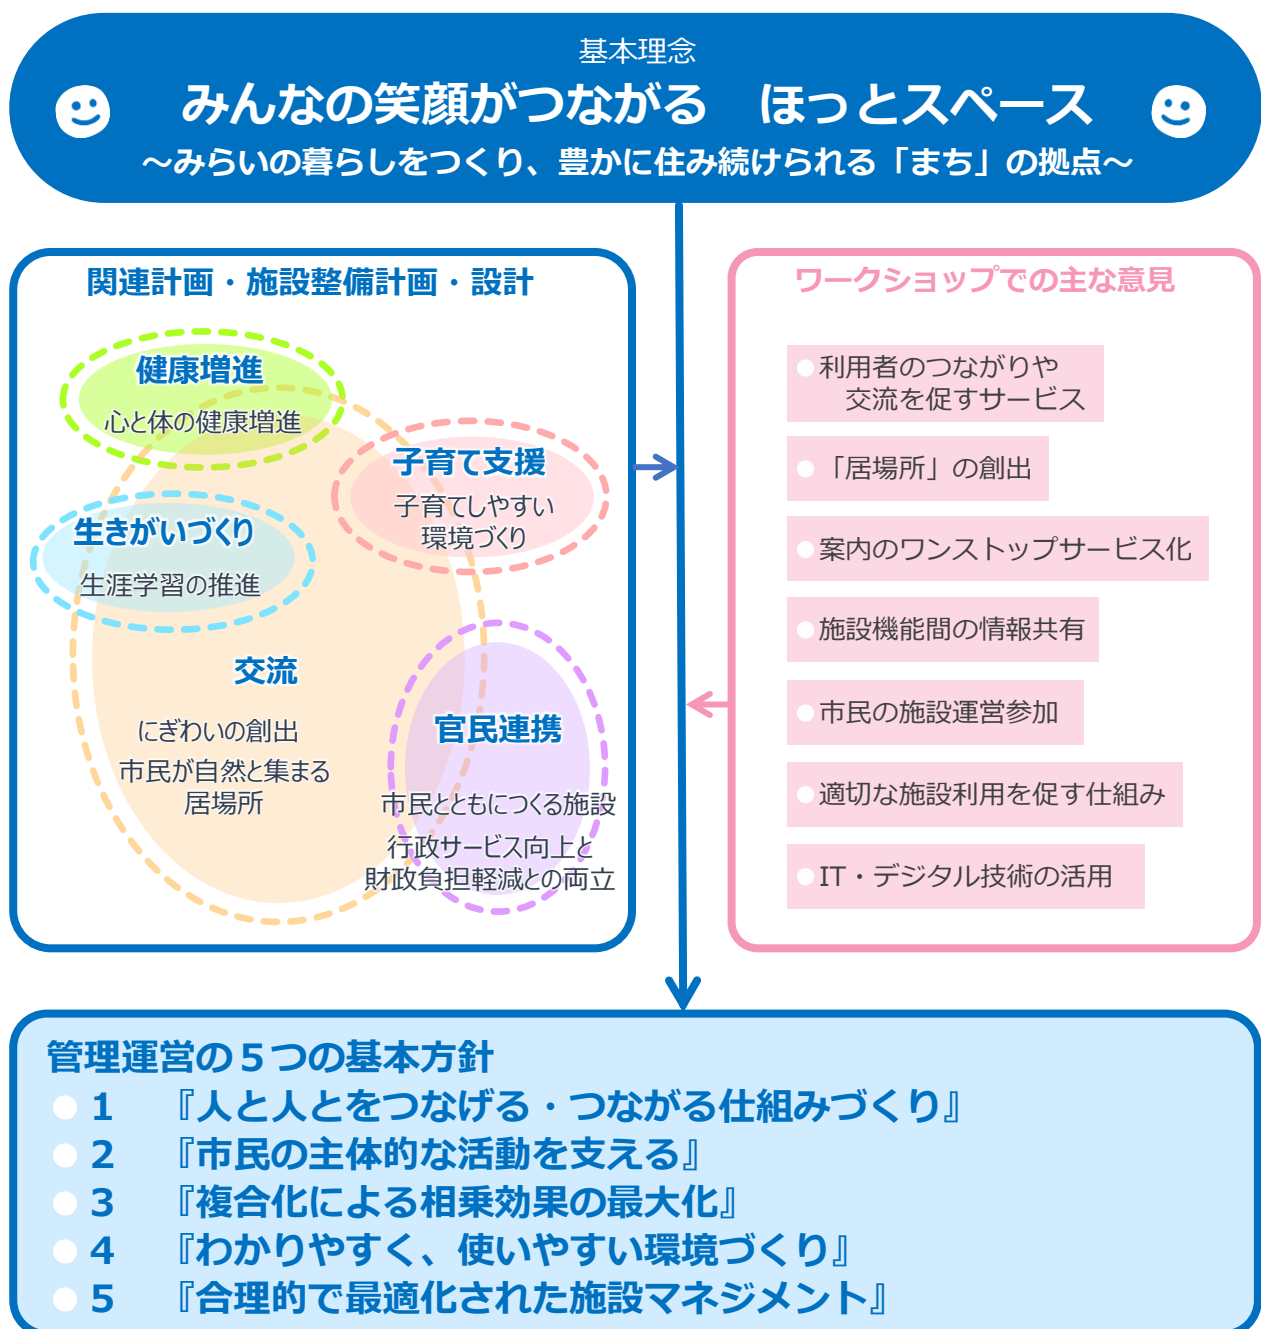 基本理念
みんなの笑顔がつながる　ほっとスペース
～みらいの暮らしをつくり、豊かに住み続けられる「まち」の拠点～
関連計画・施設整備計画・設計
健康増進
心と体の健康増進
子育て支援
子育てしやすい
環境づくり
生きがいづくり
生涯学習の推進
交流
にぎわいの創出
市民が自然と集まる
居場所
官民連携
市民とともにつくる施設
行政サービス向上と
財政負担軽減との両立
ワークショップでの主な意見
●利用者のつながりや
交流を促すサービス
●「居場所」の創出
●案内のワンストップサービス化
●施設機能間の情報共有
●市民の施設運営参加
●適切な施設利用を促す仕組み
●IT・デジタル技術の活用
管理運営の５つの基本方針
●1　『人と人とをつなげる・つながる仕組みづくり』
●2　『市民の主体的な活動を支える』
●3　『複合化による相乗効果の最大化』
●4　『わかりやすく、使いやすい環境づくり』
●5　『合理的で最適化された施設マネジメント』